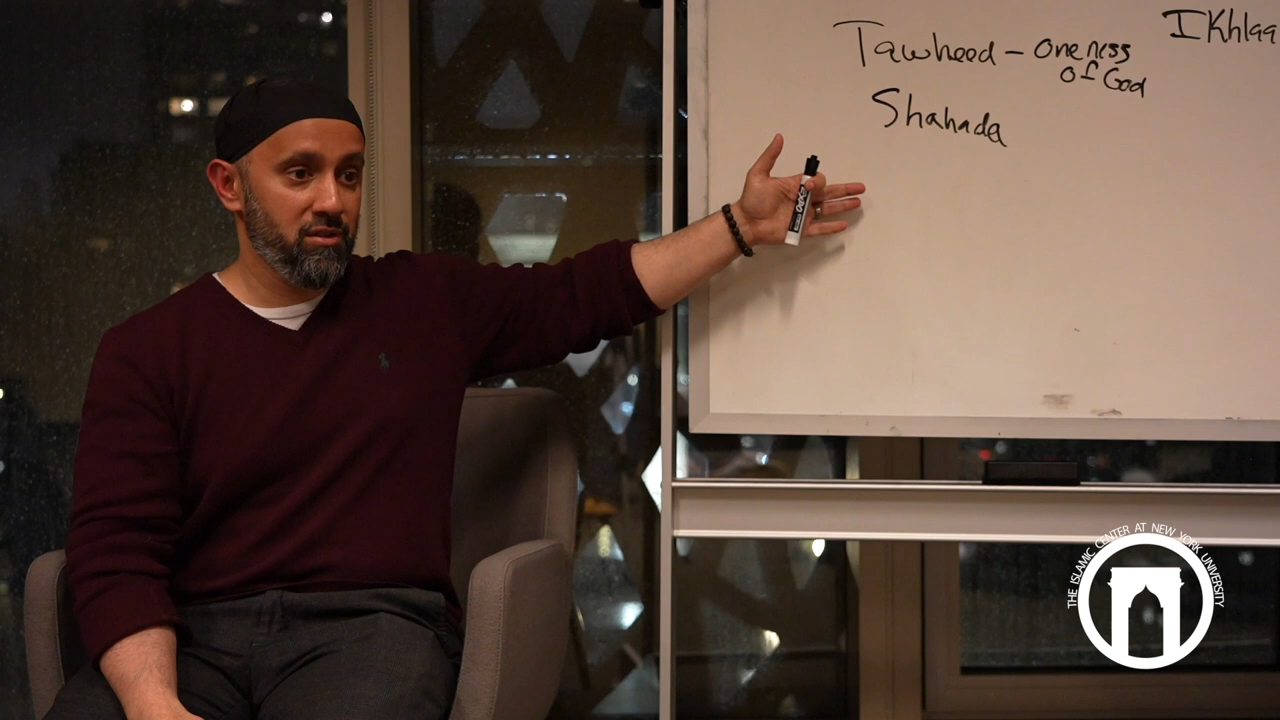 Tawheed – Oneness
of God
Shahada
IKhlaa
EXPO
THE ISLAMIC CENTER AT NEW YORK UNIVERSITY